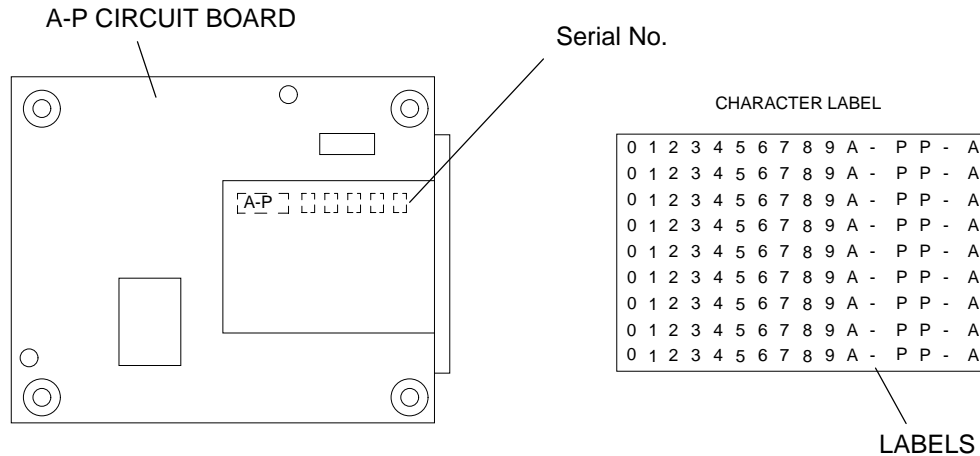 A-P CIRCUIT BOARD
Serial No.
A-P
CHARACTER LABEL
0 1 2 3 4 5 6 7 8 9 A - P P - A
0 1 2 3 4 5 6 7 8 9 A - P P - A
0 1 2 3 4 5 6 7 8 9 A - P P - A
0 1 2 3 4 5 6 7 8 9 A - P P - A
0 1 2 3 4 5 6 7 8 9 A - P P - A
0 1 2 3 4 5 6 7 8 9 A - P P - A
0 1 2 3 4 5 6 7 8 9 A - P P - A
0 1 2 3 4 5 6 7 8 9 A - P P - A
0 1 2 3 4 5 6 7 8 9 A - P P - A
LABELS